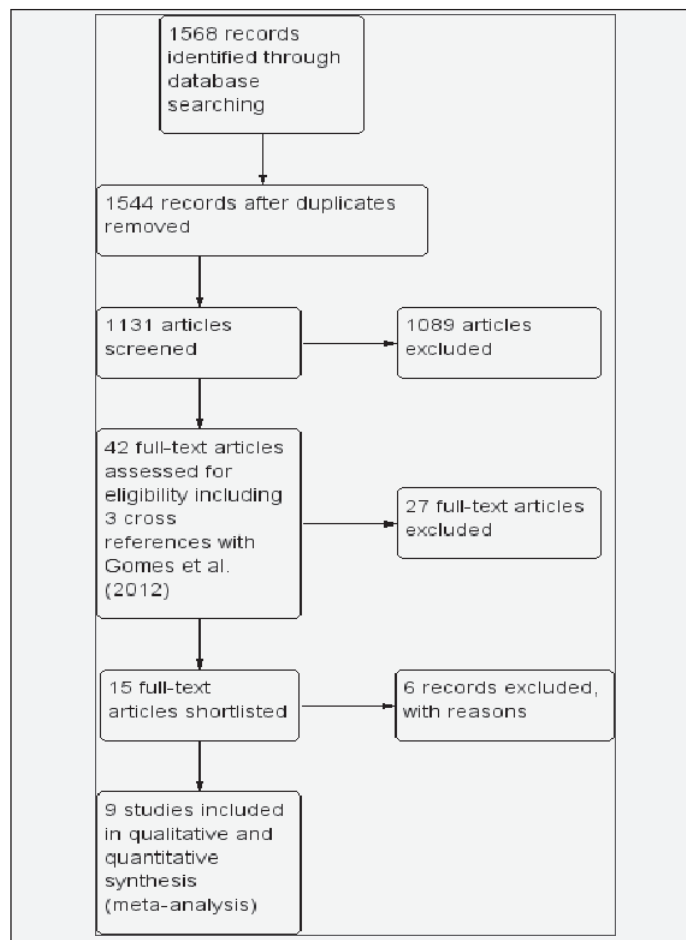 1568 records
identified through
database
searching
1544 records after duplicates
removed
1131 articles
screened
1089 articles
excluded
42 full-text articles
assessed for
eligibility including
3 cross
references with
Gomes et al.
(2012)
27 full-text articles
excluded
15 full-text
articles shortlisted
6 records excluded,
with reasons
9 studies included
in qualitative and
quantitative
synthesis
(meta-analysis)